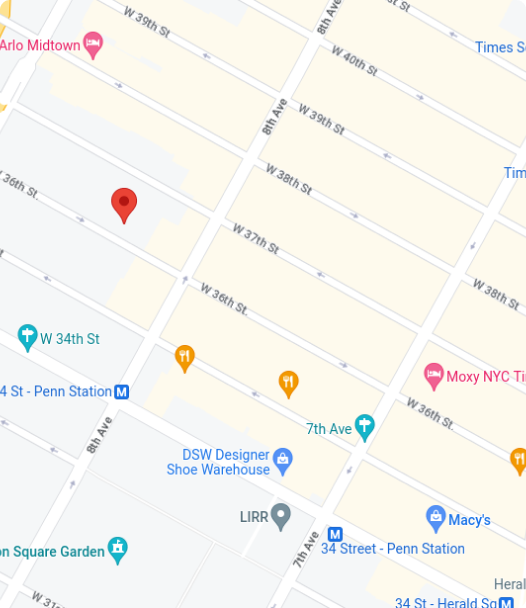 8th Ave
st St
W 39th St
Arlo Midtown
Times S
W 40th St
8th Ave
W 39th St
Tim
36th St.
W 38th St
W 37th St
W 38th St
W 36th St.
W 34th St
Moxy NYC Ti
4 St - Penn Station
M
W 36th St.
7th Ave
8th Ave
DSW Designer
Shoe Warehouse
LIRR
Macy's
M
7th Ave
34 Street - Penn Station
n Square Garden
Heral
W 31s
34 St - Herald Sq
M